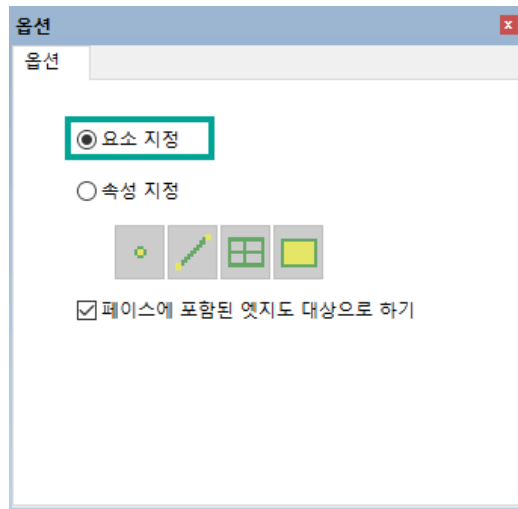 옵션
옵션
요소 지정
속성 지정
페이스에 포함된 엣지도 대상으로 하기